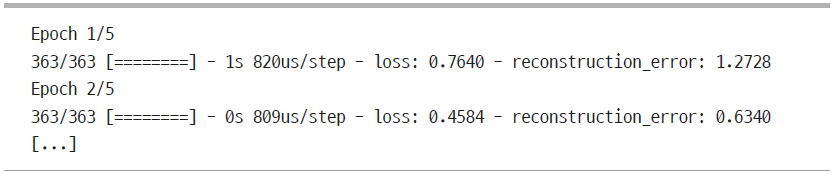 Epoch 1/5
363/363 [========] - 1s 820us/step - loss: 0.7640 - reconstruction_error: 1.2728
Epoch 2/5
363/363 [========] - 0s 809us/step - loss: 0.4584 - reconstruction_error: 0.6340
[...]